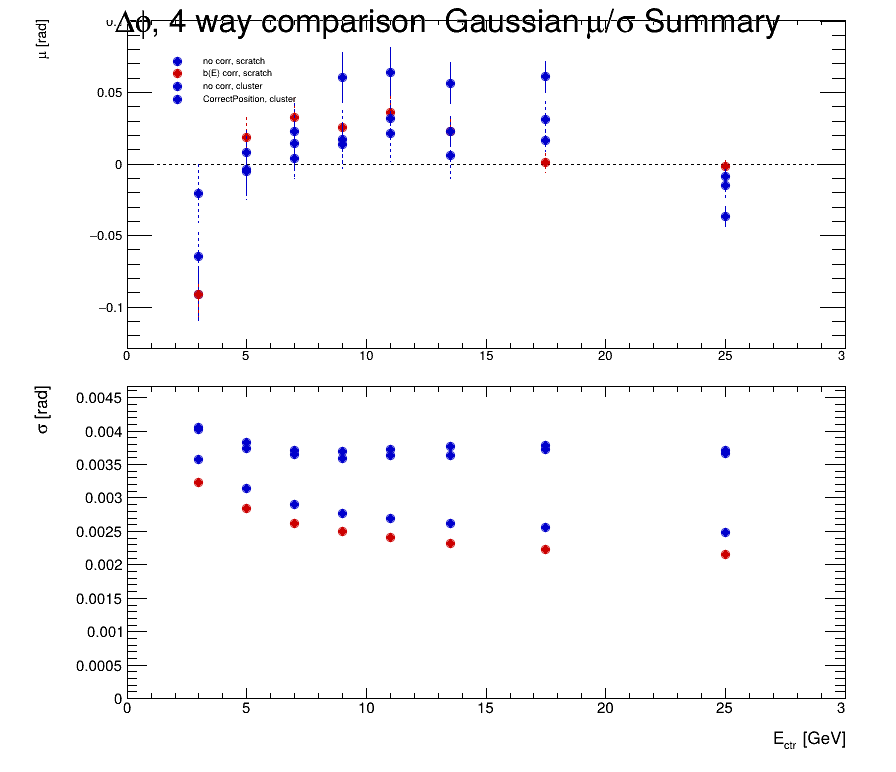 Δϕ, 4 way comparison Gaussian μ/σ Summary
μ [rad]
no corr, scratch
b(E) corr, scratch
no corr, cluster
CorrectPosition, cluster
0.05
0
−0.05
−0.1
0 5 10 15 20 25 3
σ [rad]
0.0045
0.004
0.0035
0.003
0.0025
0.002
0.0015
0.001
0.0005
0
0 5 10 15 20 25 3
E_ctr [GeV]